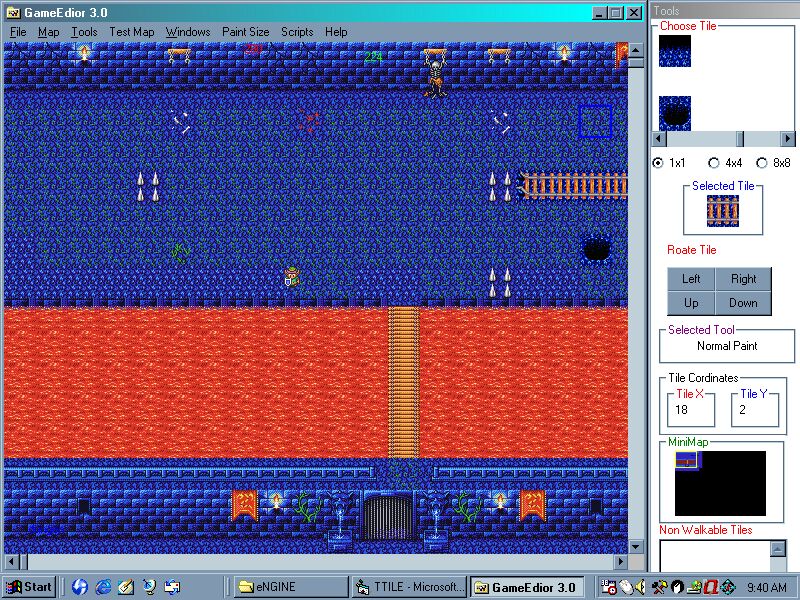 GameEdior 3.0
File Map Tools Test Map Windows Paint Size Scripts Help
224
Tools
Choose Tile
1x1 4x4 8x8
Selected Tile
Roate Tile
Left Right
Up Down
Selected Tool
Normal Paint
Tile Cordinates
Tile X Tile Y
18 2
MiniMap
Non Walkable Tiles
Start eNGINE TTILE - Microsoft... GameEdior 3.0 9:40 AM